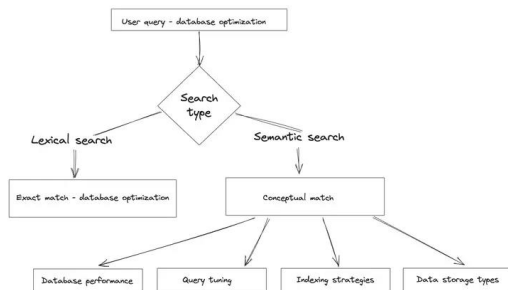 User query - database optimization
Search
type
Lexical search
Semantic search
Exact match - database optimization
Conceptual match
Database performance
Query tuning
Indexing strategies
Data storage types